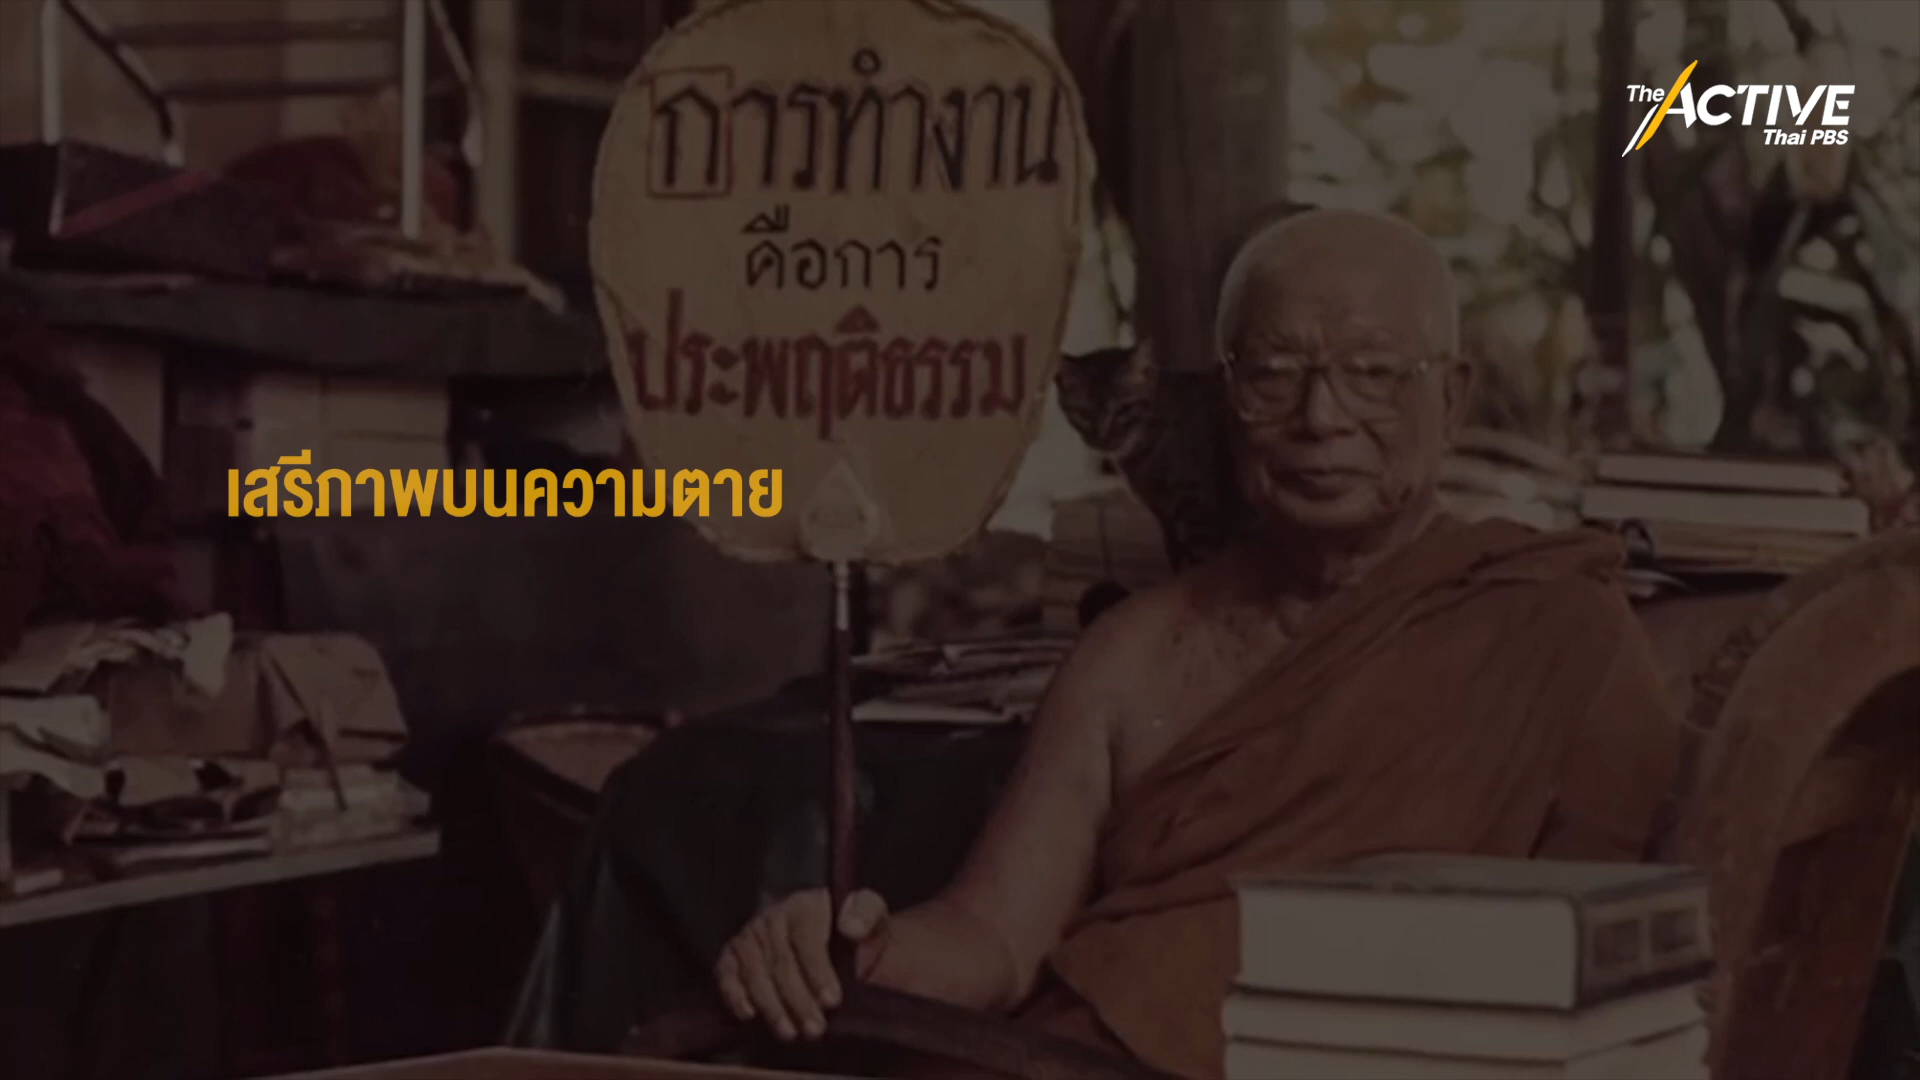 การทำงาน
คือการ
ประพฤติธรรม
The ACTIVE
Thai PBS
เสรีภาพบนความตาย